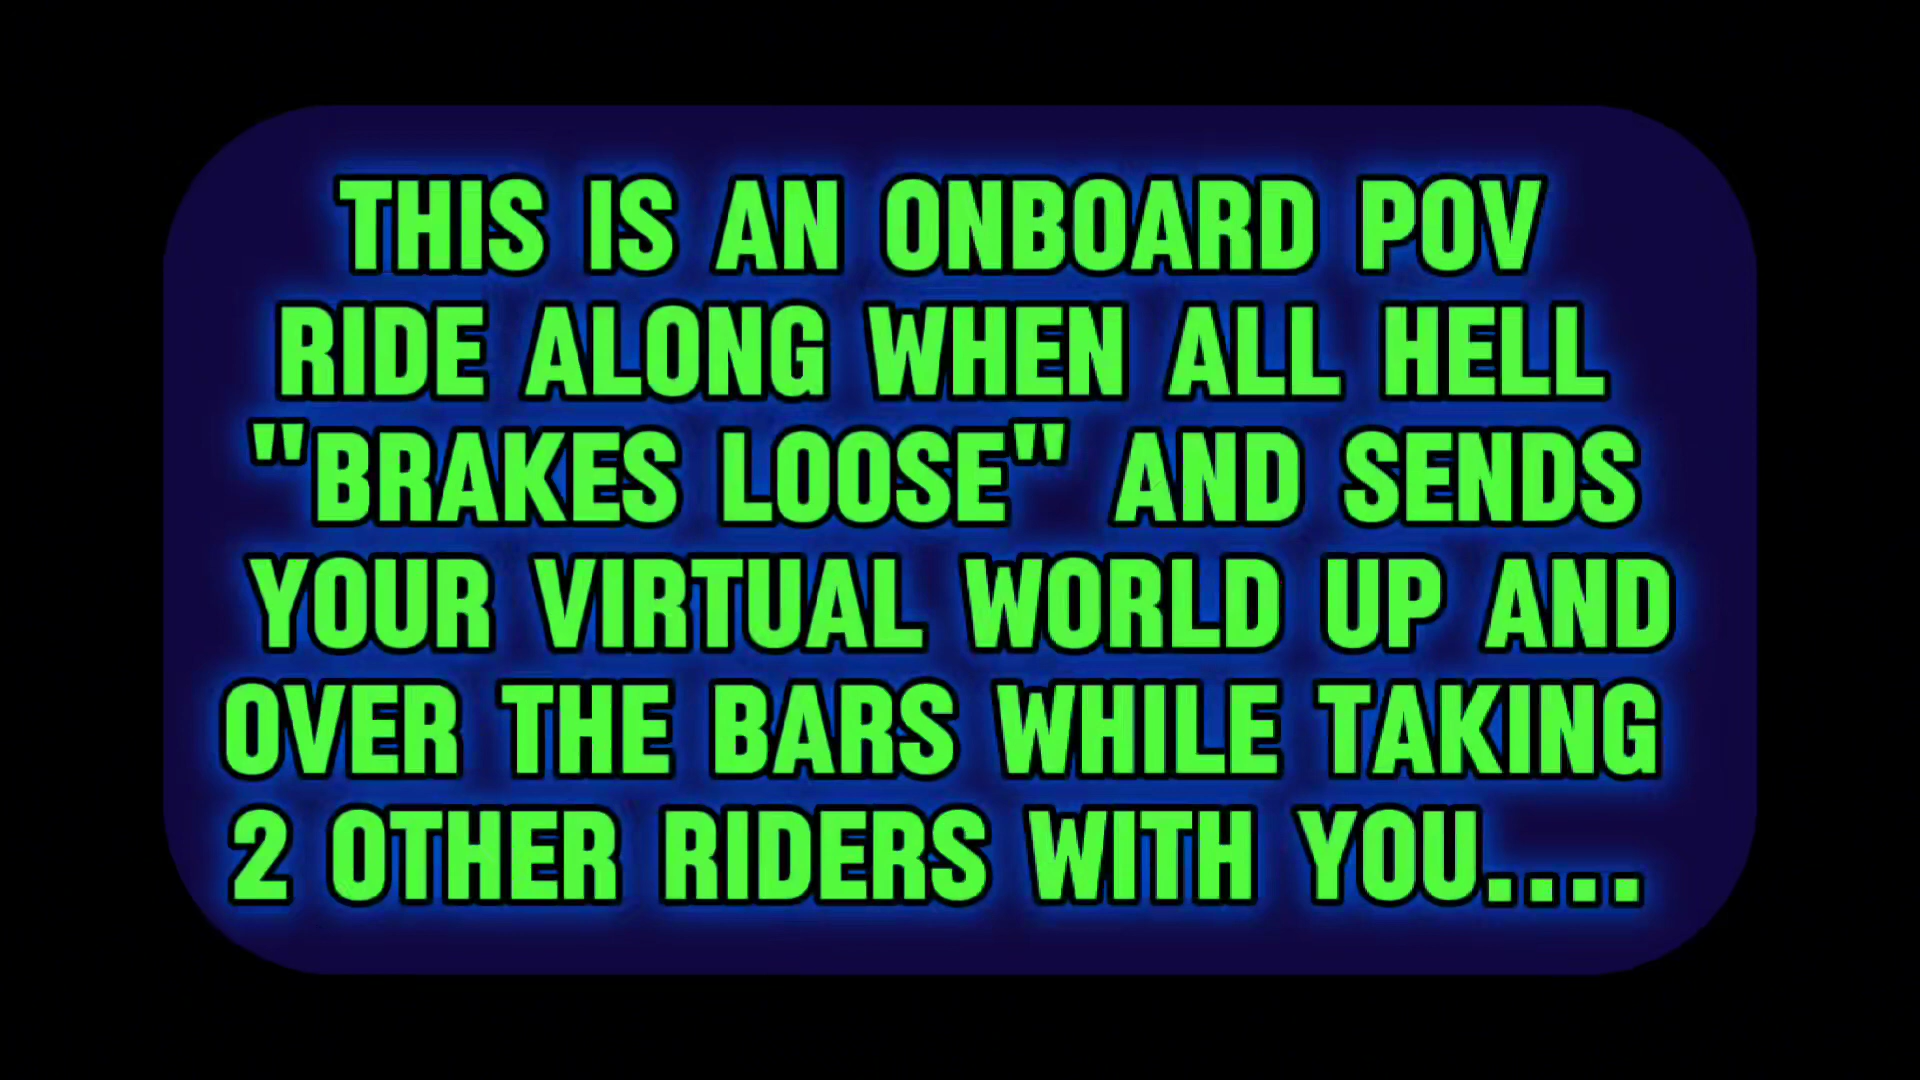 THIS IS AN ONBOARD POV
RIDE ALONG WHEN ALL HELL
"BRAKES LOOSE" AND SENDS
YOUR VIRTUAL WORLD UP AND
OVER THE BARS WHILE TAKING
2 OTHER RIDERS WITH YOU....